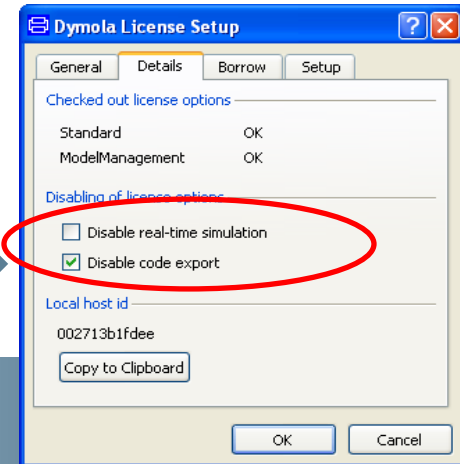 Dymola License Setup
General Details Borrow Setup
Checked out license options
Standard OK
ModelManagement OK
Disabling of license options
Disable real-time simulation
Disable code export
Local host id
002713b1fdee
Copy to Clipboard
OK Cancel